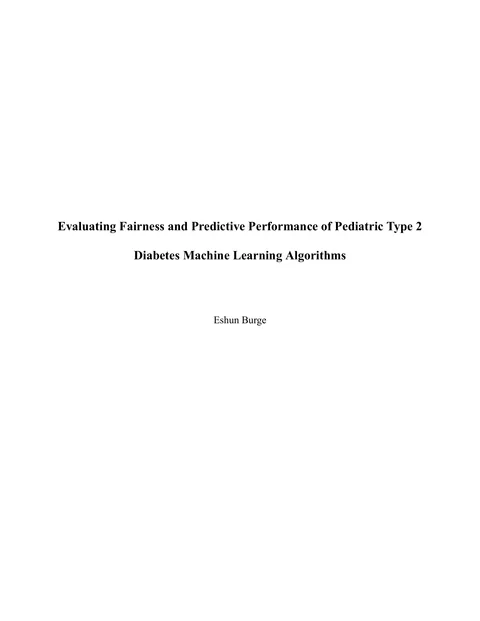 Evaluating Fairness and Predictive Performance of Pediatric Type 2
Diabetes Machine Learning Algorithms
Eshun Burge